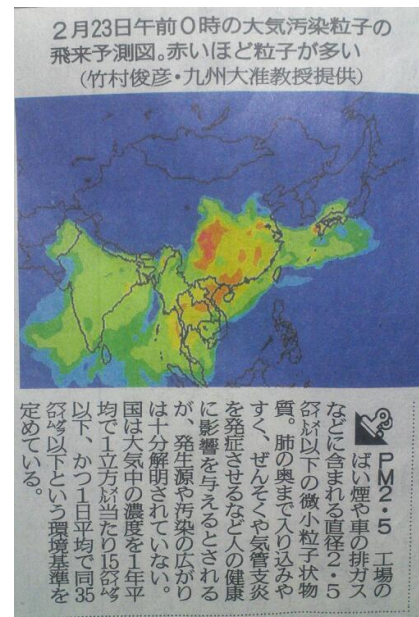 2月23日午前0時の大気汚染粒子の
飛来予測図。赤いほど粒子が多い
(竹村俊彦・九州大准教授提供)
PM2・5 工場の
ばい煙や車の排ガス
などに含まれる直径2・5
マイクロメートル以下の微小粒子状物
質。肺の奥まで入り込みや
すく、ぜんそくや気管支炎
を発症させるなど人の健康
に影響を与えるとされる
が、発生源や汚染の広がり
は十分解明されていない。
国は大気中の濃度を1年平
均で1立方メートル当たり15マイクログラム
以下、かつ1日平均で同35
マイクログラム以下という環境基準を
定めている。